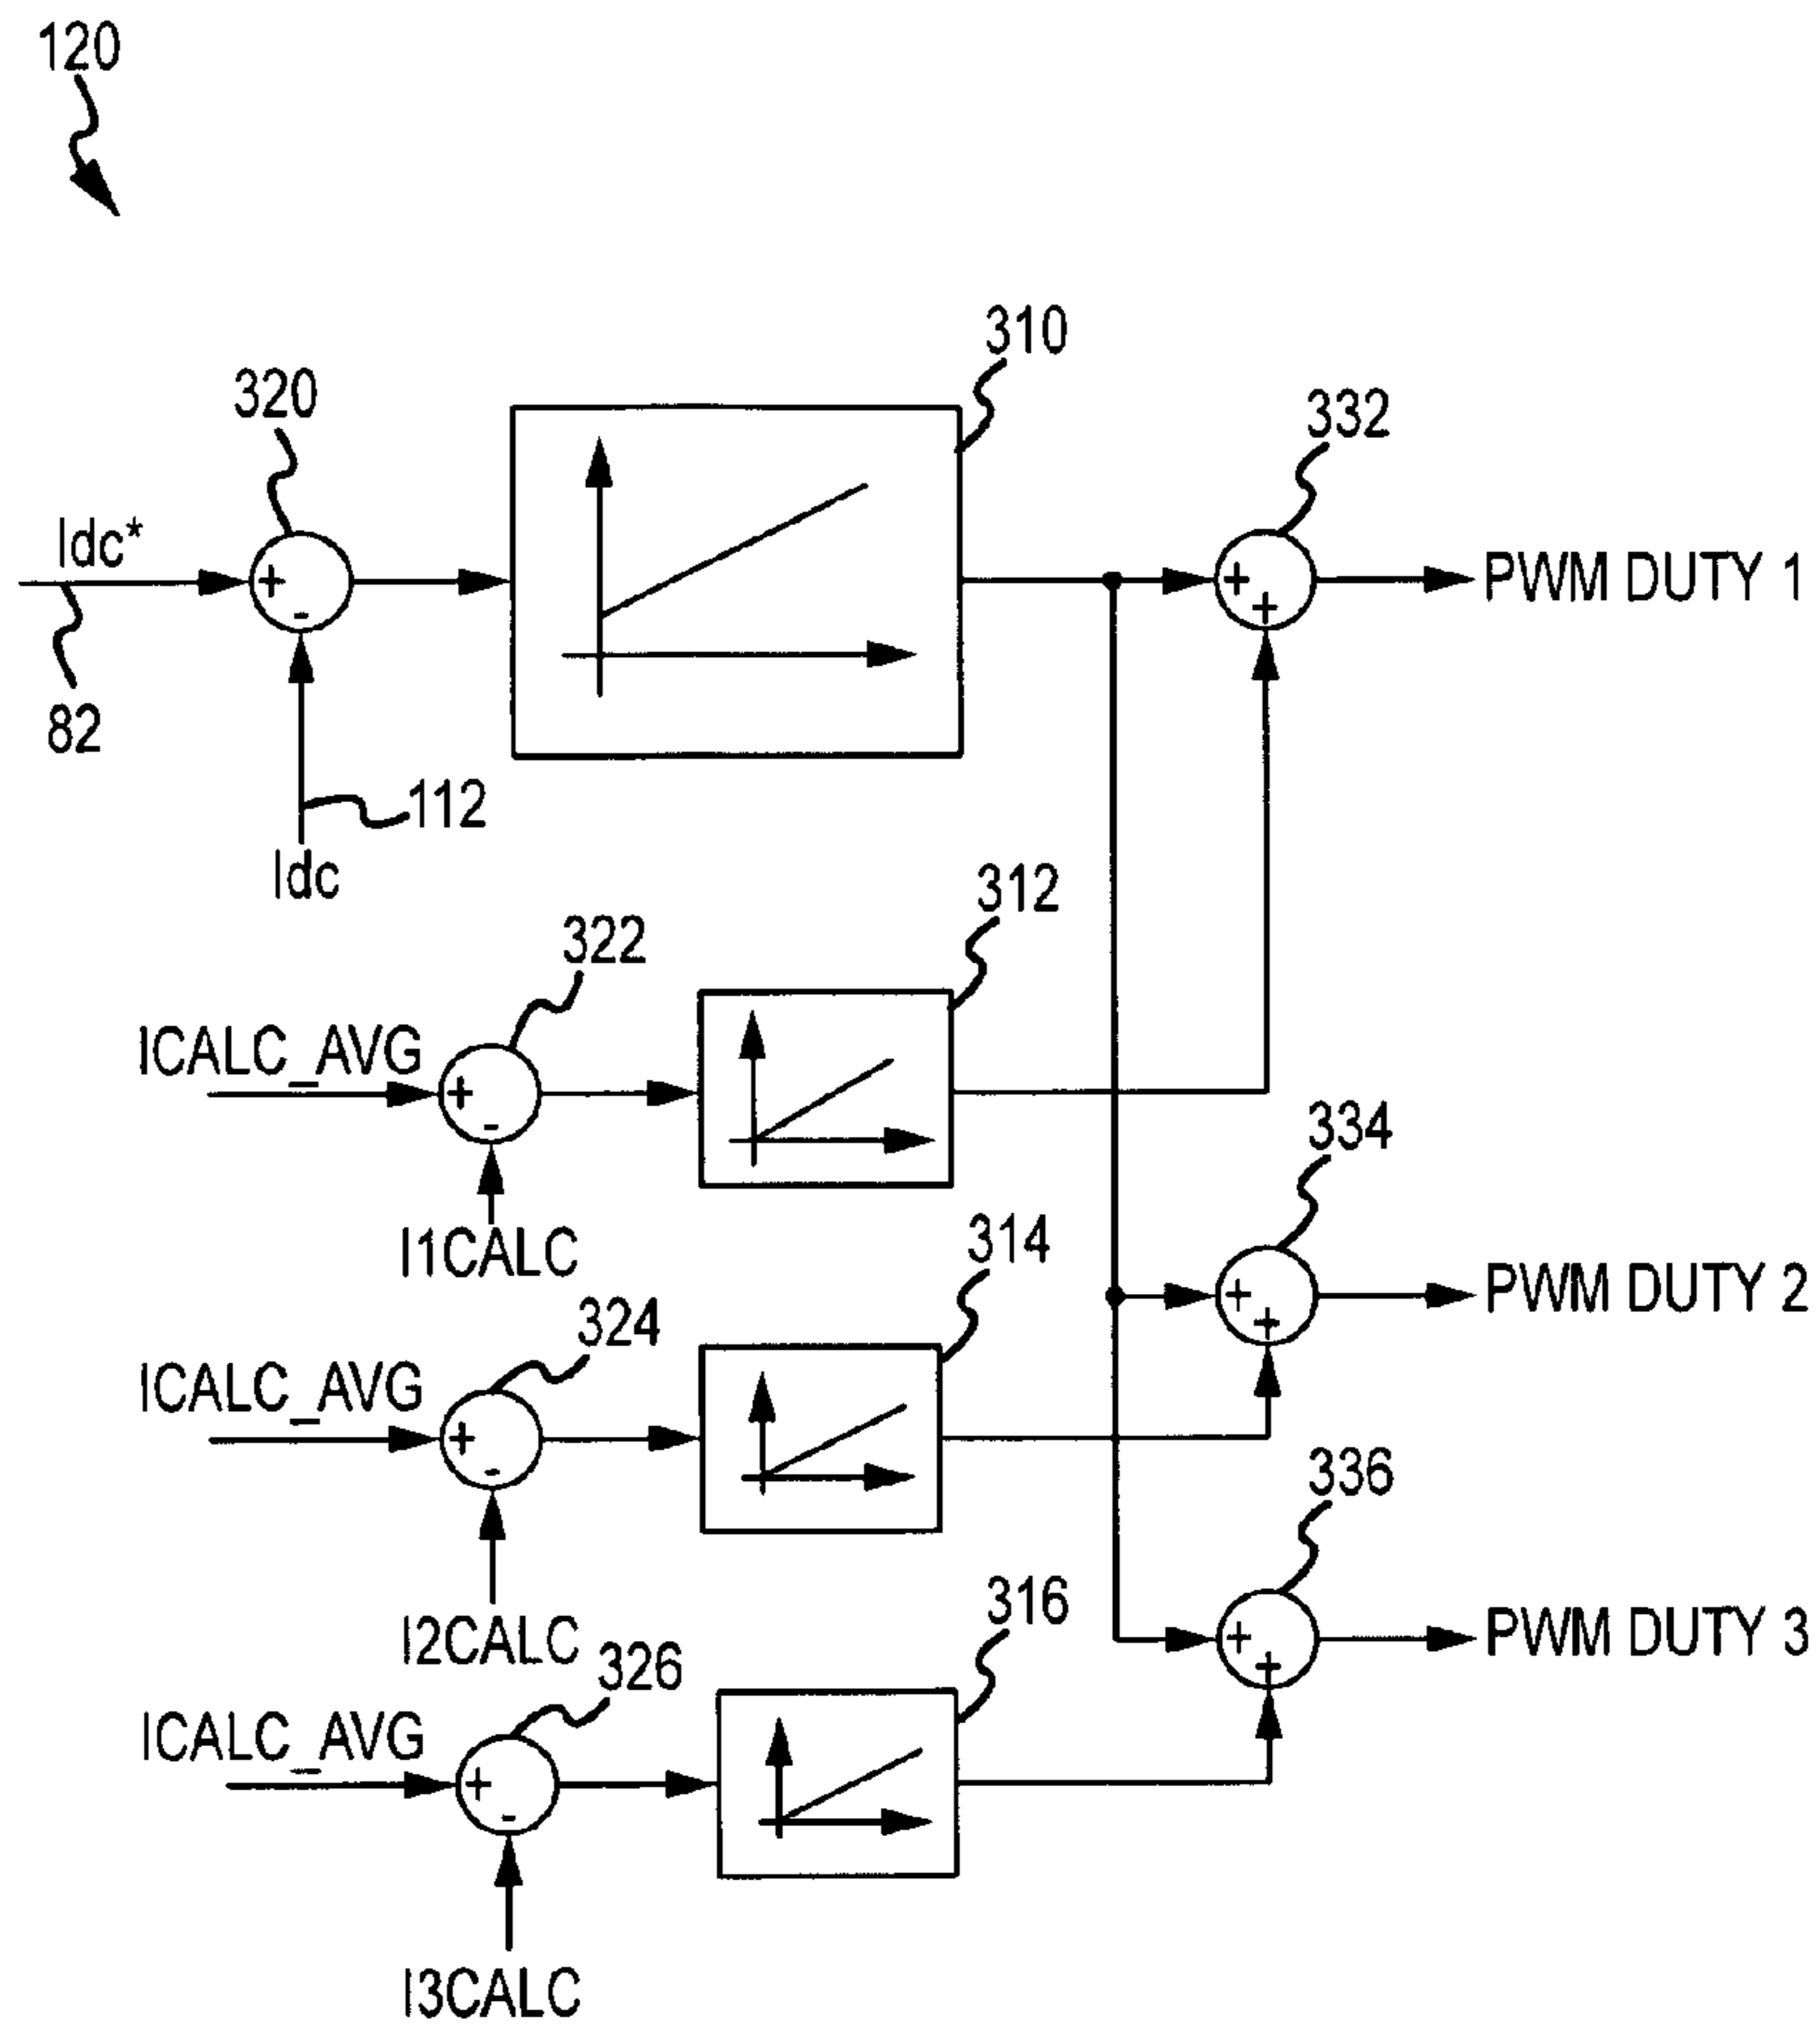 120
310
320
332
Idc*
+
-
+
+
PWM DUTY 1
82
112
Idc
312
322
ICALC_AVG
+
-
I1CALC
334
314
+
+
PWM DUTY 2
324
ICALC_AVG
+
-
I2CALC
336
316
+
+
PWM DUTY 3
326
ICALC_AVG
+
-
I3CALC